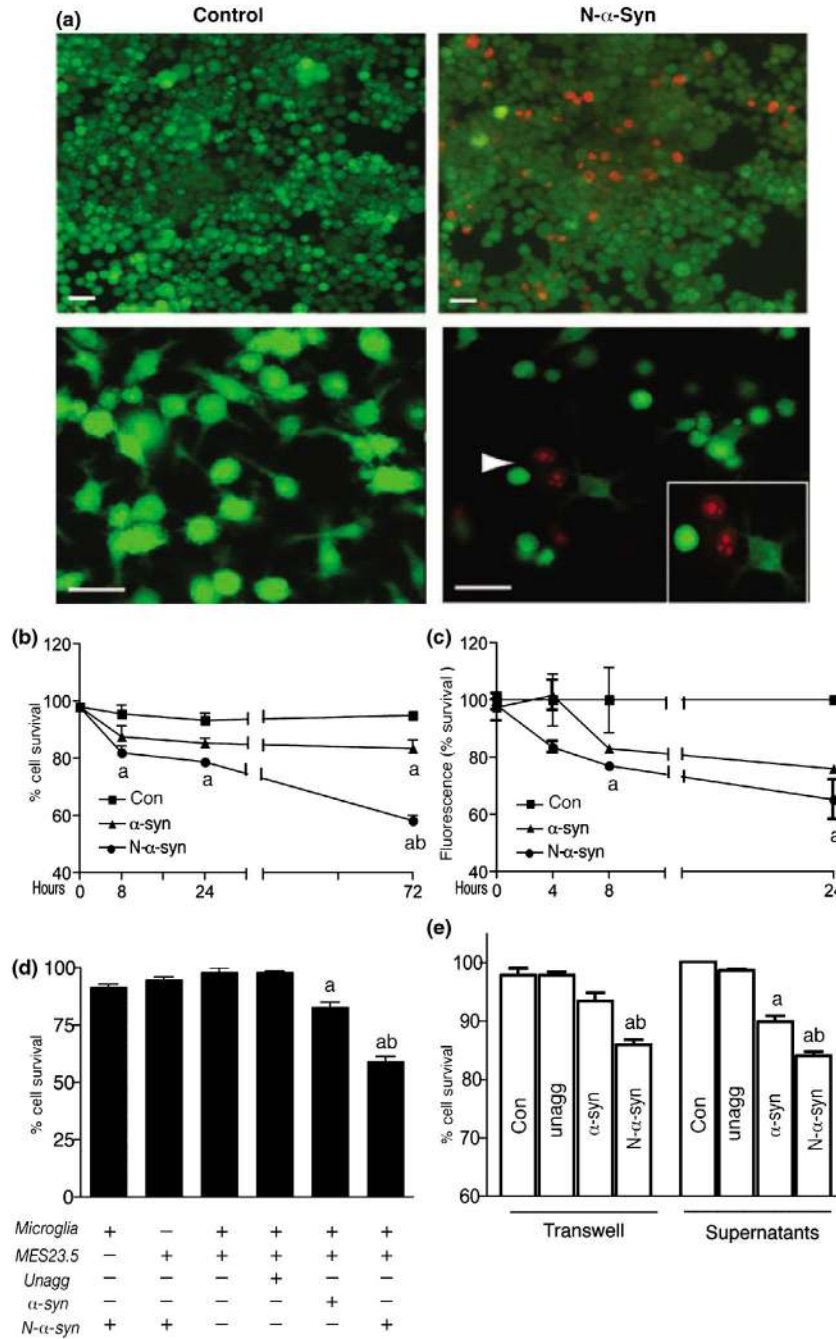 (a)
Control
N-α-Syn
(b)
120
100
80
60
40
% cell survival
a
a
a
ab
Con
α-syn
N-α-syn
Hours
0 8 24 72
(c)
120
100
80
60
40
Fluorescence (% survival )
a
a
Con
α-syn
N-α-syn
Hours
0 4 8 24
(d)
100
75
50
25
0
% cell survival
a
ab
Microglia + − + + + +
MES23.5 − + + + + +
Unagg − − − + − −
α-syn − − − − + −
N-α-syn + + − − − +
(e)
100
90
80
70
60
% cell survival
ab
a
ab
Con
unagg
α-syn
N-α-syn
Con
unagg
α-syn
N-α-syn
Transwell
Supernatants